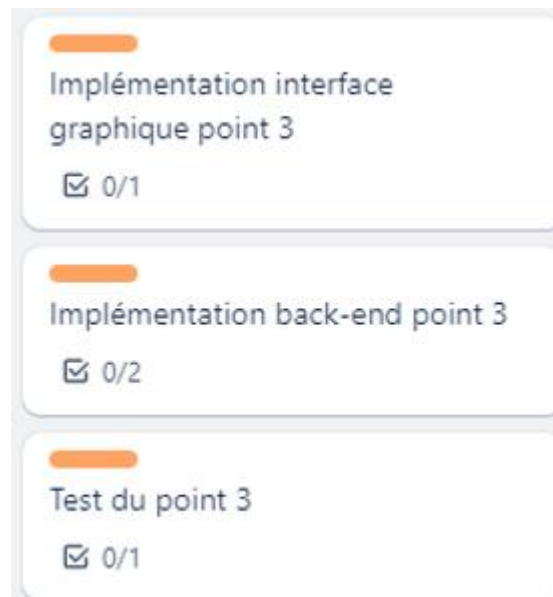 Implémentation interface
graphique point 3
0/1
Implémentation back-end point 3
0/2
Test du point 3
0/1